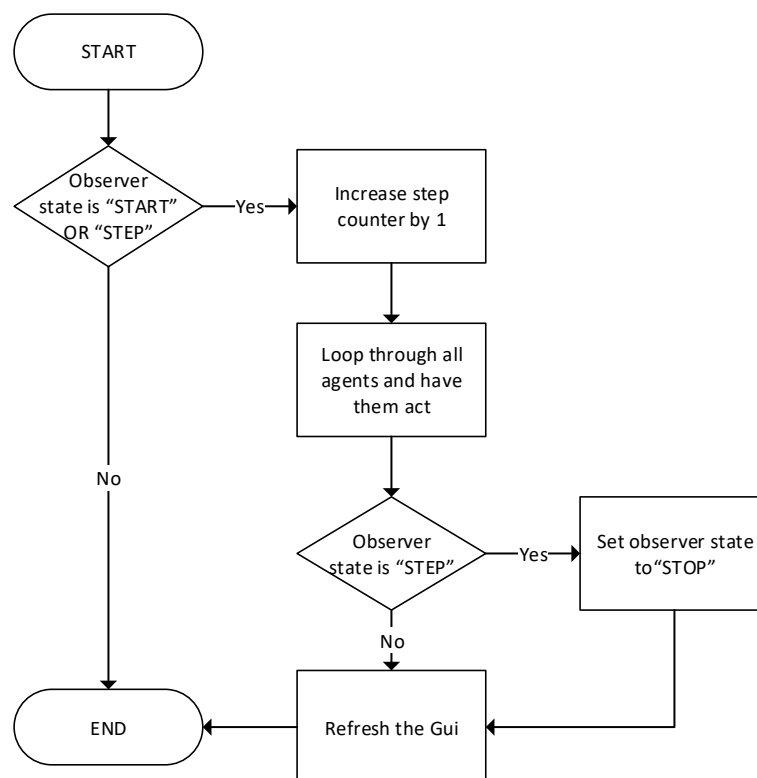 START
Observer
state is “START”
OR “STEP”
Yes
Increase step
counter by 1
Loop through all
agents and have
them act
No
Observer
state is “STEP”
Yes
Set observer state
to“STOP”
No
Refresh the Gui
END